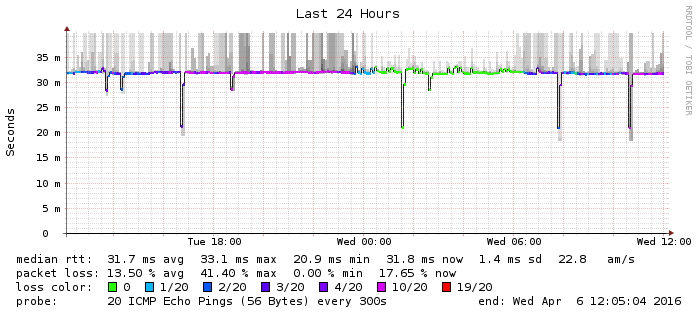 Last 24 Hours
RRDTOOL / TOBI OETIKER
Seconds
35 m
30 m
25 m
20 m
15 m
10 m
5 m
0
Tue 18:00 Wed 00:00 Wed 06:00 Wed 12:00
median rtt: 31.7 ms avg 33.1 ms max 20.9 ms min 31.8 ms now 1.4 ms sd 22.8 am/s
packet loss: 13.50 % avg 41.40 % max 0.00 % min 17.65 % now
loss color: 0 1/20 2/20 3/20 4/20 10/20 19/20
probe: 20 ICMP Echo Pings (56 Bytes) every 300s end: Wed Apr 6 12:05:04 2016